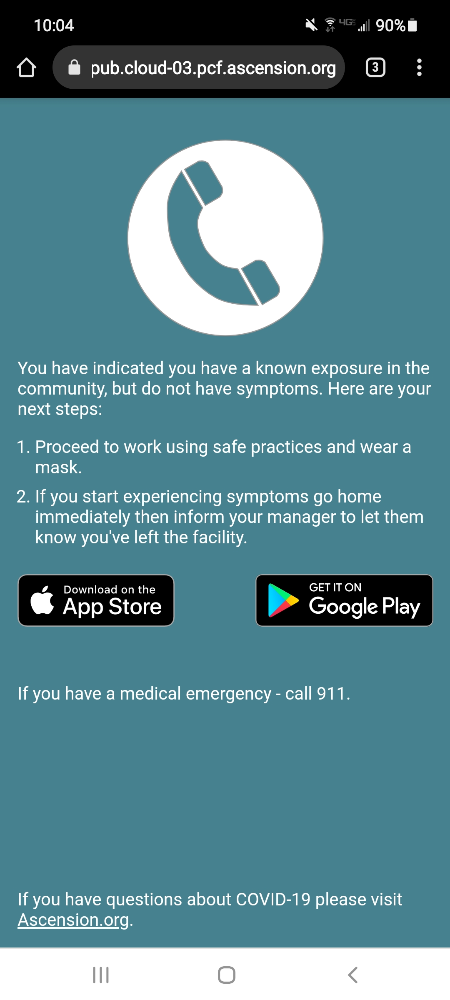 10:04
4G LTE
90%
pub.cloud-03.pcf.ascension.org
3
You have indicated you have a known exposure in the
community, but do not have symptoms. Here are your
next steps:
1. Proceed to work using safe practices and wear a
mask.
2. If you start experiencing symptoms go home
immediately then inform your manager to let them
know you've left the facility.
Download on the
App Store
GET IT ON
Google Play
If you have a medical emergency - call 911.
If you have questions about COVID-19 please visit
Ascension.org.